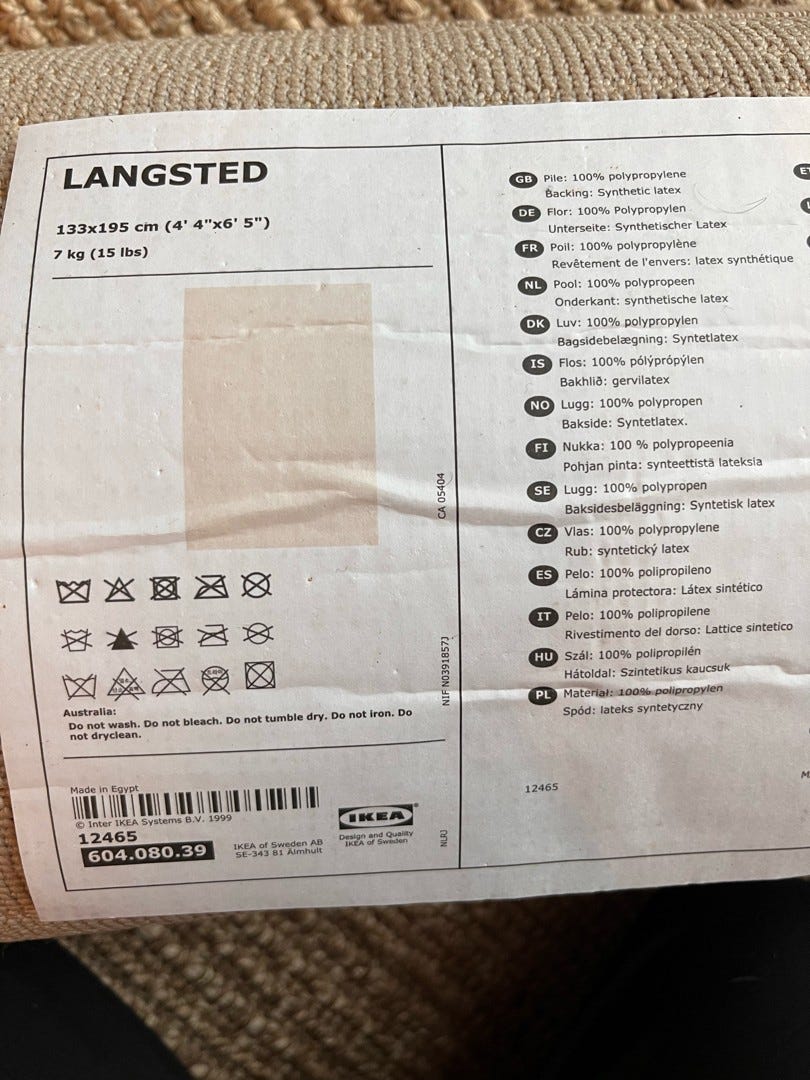 LANGSTED
133x195 cm (4' 4"x6' 5")
7 kg (15 lbs)
CA 05404
NIF N0391857J
Australia:
Do not wash. Do not bleach. Do not tumble dry. Do not iron. Do
not dryclean.
Made in Egypt
© Inter IKEA Systems B.V. 1999
12465
604.080.39
IKEA of Sweden AB
SE-343 81 Älmhult
IKEA®
Design and Quality
IKEA of Sweden
NLRJ
GB Pile: 100% polypropylene
Backing: Synthetic latex
DE Flor: 100% Polypropylen
Unterseite: Synthetischer Latex
FR Poil: 100% polypropylène
Revêtement de l'envers: latex synthétique
NL Pool: 100% polypropeen
Onderkant: synthetische latex
DK Luv: 100% polypropylen
Bagsidebelægning: Syntetlatex
IS Flos: 100% pólýprópýlen
Bakhlið: gervilatex
NO Lugg: 100% polypropen
Bakside: Syntetlatex.
FI Nukka: 100 % polypropeenia
Pohjan pinta: synteettistä lateksia
SE Lugg: 100% polypropen
Baksidesbeläggning: Syntetisk latex
CZ Vlas: 100% polypropylene
Rub: syntetický latex
ES Pelo: 100% polipropileno
Lámina protectora: Látex sintético
IT Pelo: 100% polipropilene
Rivestimento del dorso: Lattice sintetico
HU Szál: 100% polipropilén
Hátoldal: Szintetikus kaucsuk
PL Materiał: 100% polipropylen
Spód: lateks syntetyczny
12465